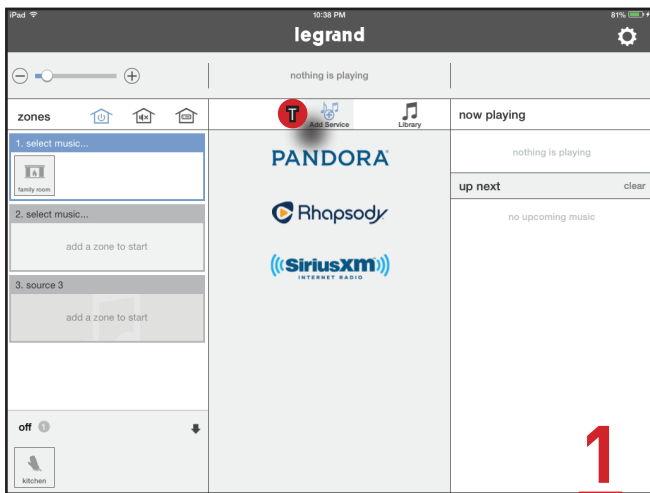 iPad
10:38 PM
81%
legrand
nothing is playing
zones
T
Add Service
Library
now playing
1. select music...
family room
2. select music...
add a zone to start
3. source 3
add a zone to start
off 1
kitchen
PANDORA
Rhapsody
((SiriusXM))
INTERNET RADIO
nothing is playing
up next
clear
no upcoming music
1